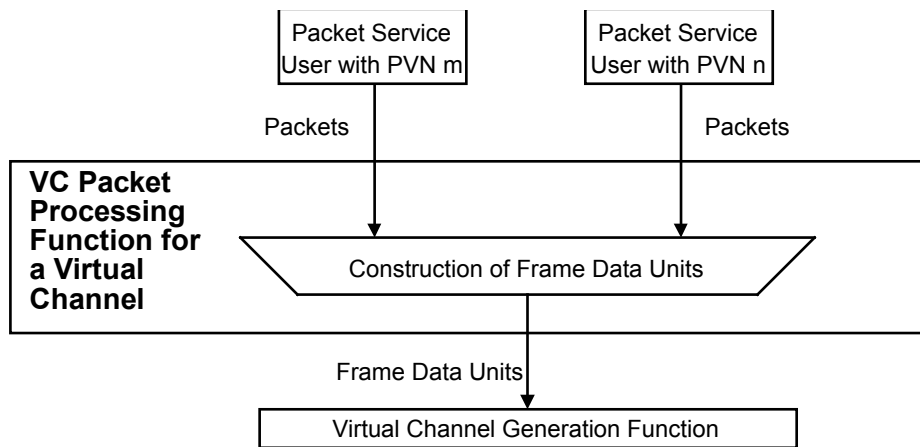 Packet Service
User with PVN m
Packet Service
User with PVN n
Packets
Packets
VC Packet
Processing
Function for
a Virtual
Channel
Construction of Frame Data Units
Frame Data Units
Virtual Channel Generation Function